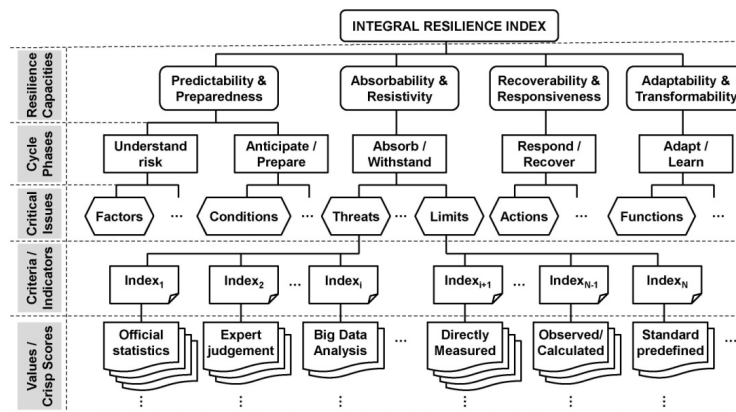 INTEGRAL RESILIENCE INDEX
Resilience
Capacities
Predictability &
Preparedness
Absorbability &
Resistivity
Recoverability &
Responsiveness
Adaptability &
Transformability
Cycle
Phases
Understand
risk
Anticipate /
Prepare
Absorb /
Withstand
Respond /
Recover
Adapt /
Learn
Critical
Issues
Factors
...
Conditions
...
Threats
...
Limits
Actions
...
Functions
...
Criteria /
Indicators
Index1
Index2
...
Indexi
Indexi+1
...
IndexN-1
IndexN
Values /
Crisp Scores
Official
statistics
Expert
judgement
Big Data
Analysis
...
Directly
Measured
Observed/
Calculated
Standard
predefined
...